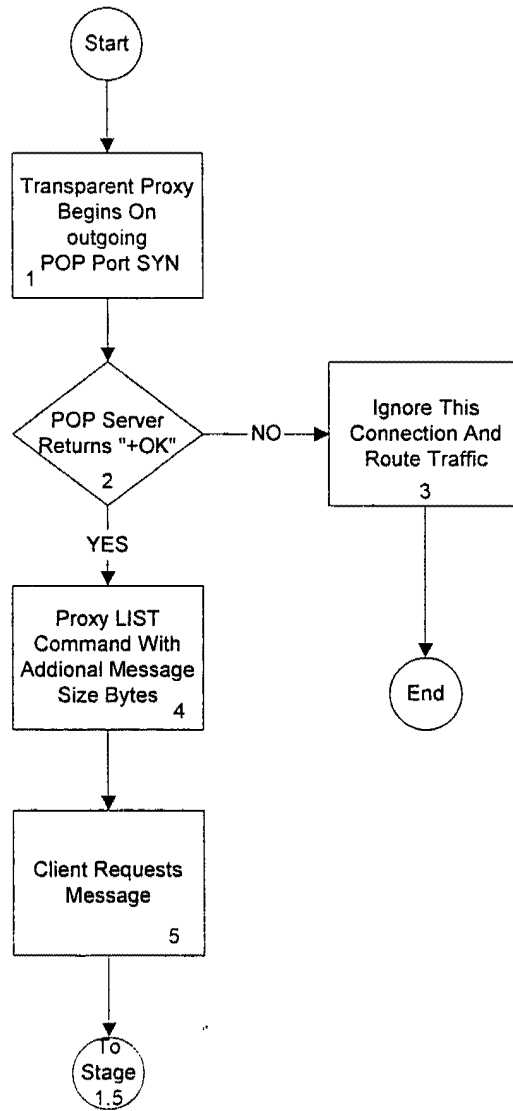 Start
Transparent Proxy
Begins On
outgoing
POP Port SYN
1
POP Server
Returns "+OK"
2
NO
Ignore This
Connection And
Route Traffic
3
YES
Proxy LIST
Command With
Addional Message
Size Bytes
4
End
Client Requests
Message
5
To
Stage
1.5